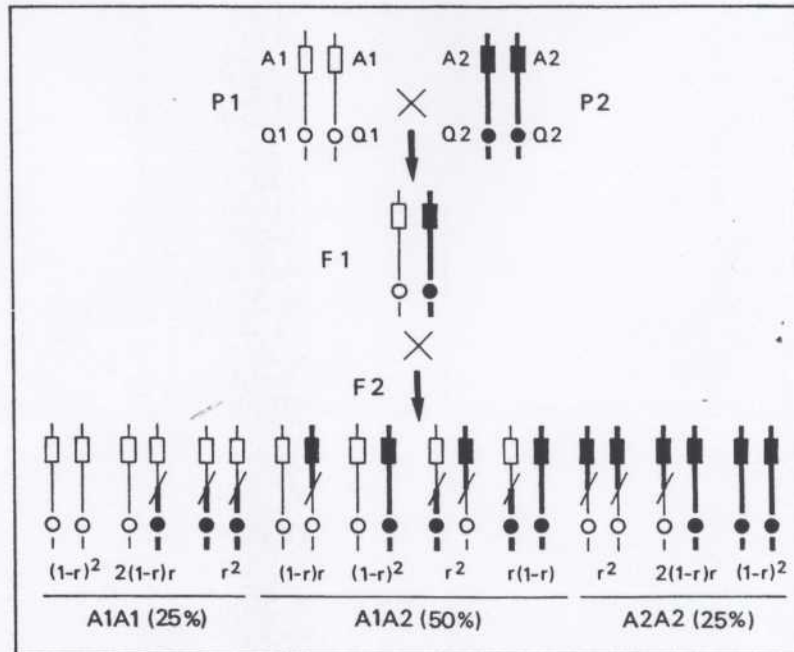 A1 A1 A2 A2
P1 P2
Q1 Q1 Q2 Q2
F1
F2
(1-r)² 2(1-r)r r² (1-r)r (1-r)² r² r(1-r) r² 2(1-r)r (1-r)²
A1A1 (25%) A1A2 (50%) A2A2 (25%)